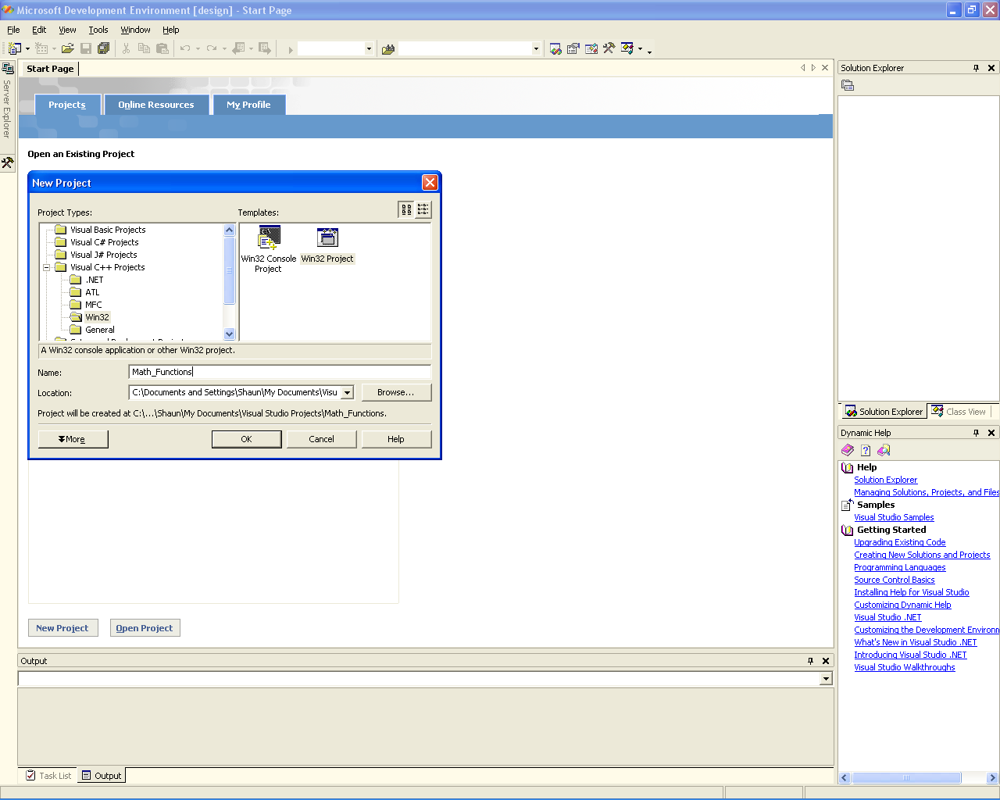 Microsoft Development Environment [design] - Start Page
File Edit View Tools Window Help
Start Page
Server Explorer
Projects Online Resources My Profile
Open an Existing Project
New Project
Project Types:
Templates:
Visual Basic Projects
Visual C# Projects
Visual J# Projects
Visual C++ Projects
.NET
ATL
MFC
Win32
General
Win32 Console
Project
Win32 Project
A Win32 console application or other Win32 project.
Name: Math_Functions
Location: C:\Documents and Settings\Shaun\My Documents\Visu Browse...
Project will be created at C:\...\Shaun\My Documents\Visual Studio Projects\Math_Functions.
More OK Cancel Help
New Project Open Project
Output
Task List Output
Solution Explorer
Solution Explorer Class View
Dynamic Help
Help
Solution Explorer
Managing Solutions, Projects, and Files
Samples
Visual Studio Samples
Getting Started
Upgrading Existing Code
Creating New Solutions and Projects
Programming Languages
Source Control Basics
Installing Help for Visual Studio
Customizing Dynamic Help
Visual Studio .NET
Customizing the Development Environm
What's New in Visual Studio .NET
Introducing Visual Studio .NET
Visual Studio Walkthroughs